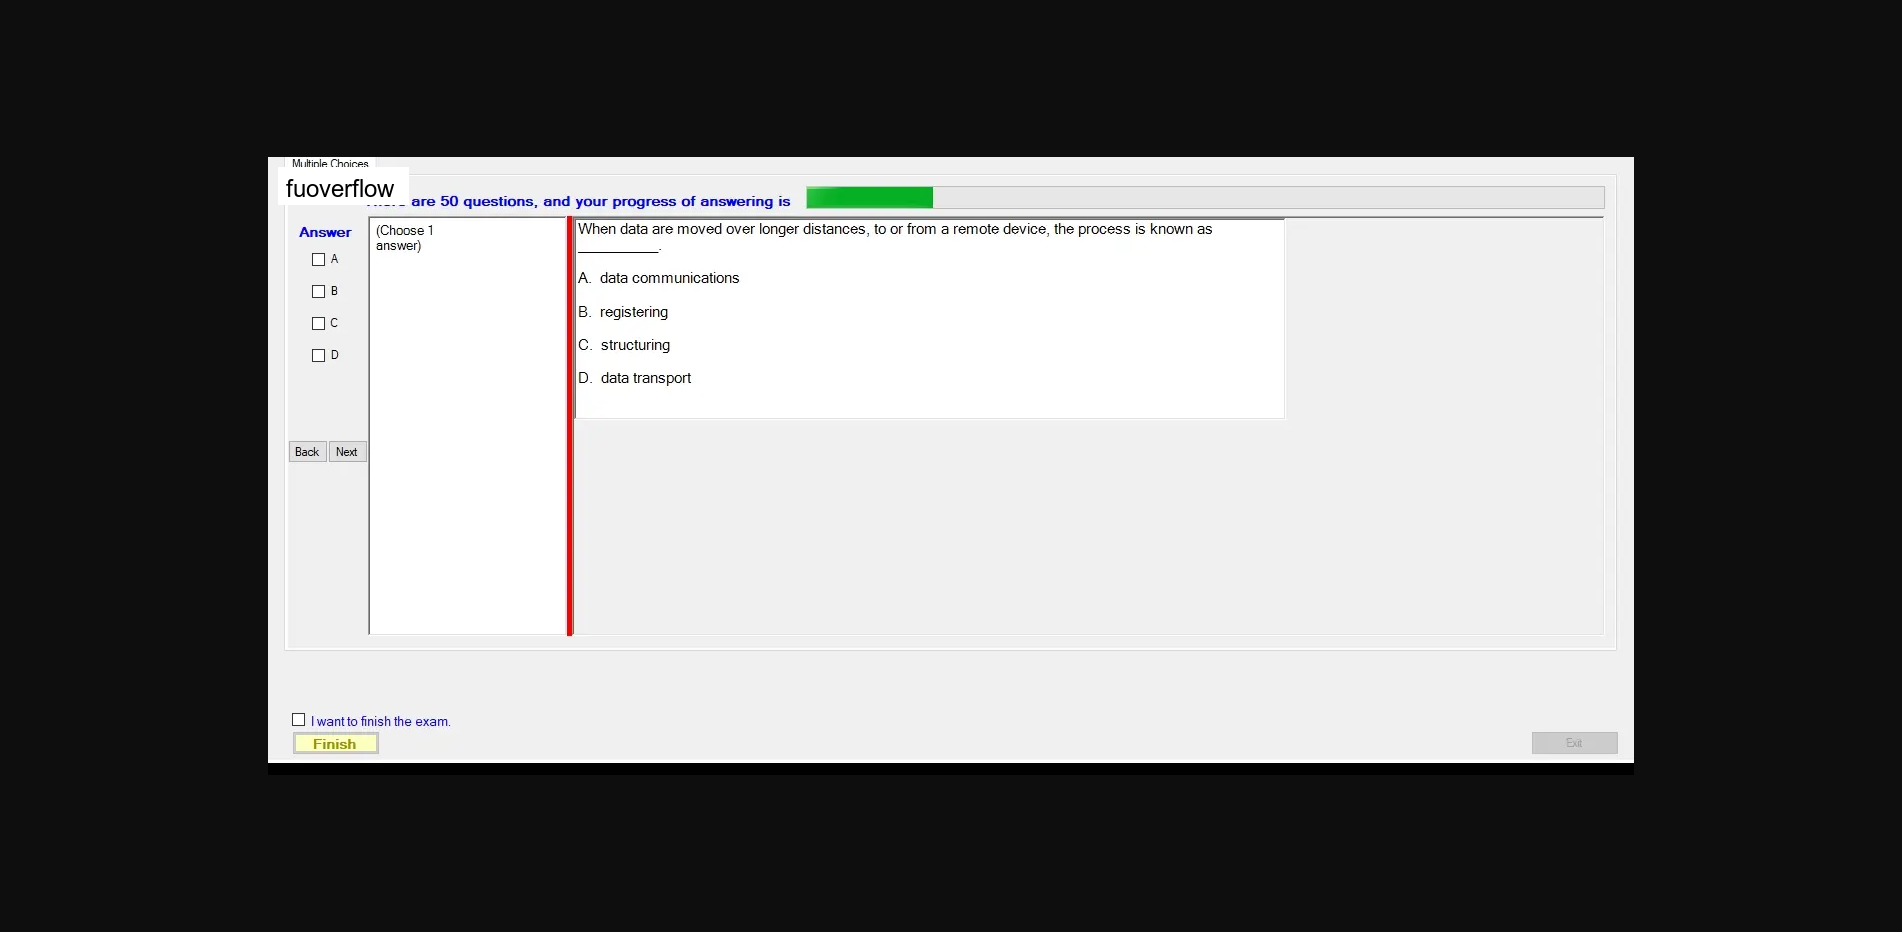 Multiple Choices
fuoverflow
are 50 questions, and your progress of answering is
Answer
(Choose 1
answer)
A
B
C
D
Back Next
When data are moved over longer distances, to or from a remote device, the process is known as
__________.
A. data communications
B. registering
C. structuring
D. data transport
I want to finish the exam.
Finish
Exit